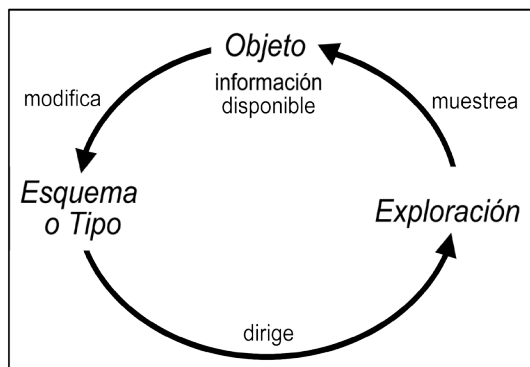 Objeto
información
disponible
modifica
muestrea
Esquema
o Tipo
Exploración
dirige